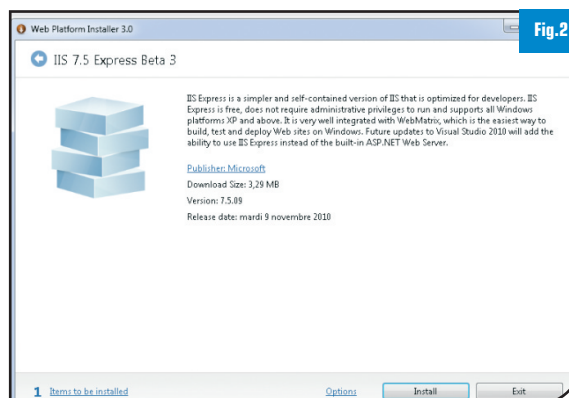 Web Platform Installer 3.0
Fig.2
IIS 7.5 Express Beta 3
IIS Express is a simpler and self-contained version of IIS that is optimized for developers. IIS
Express is free, does not require administrative privileges to run and supports all Windows
platforms XP and above. It is very well integrated with WebMatrix, which is the easiest way to
build, test and deploy Web sites on Windows. Future updates to Visual Studio 2010 will add the
ability to use IIS Express instead of the built-in ASP.NET Web Server.
Publisher: Microsoft
Download Size: 3,29 MB
Version: 7.5.09
Release date: mardi 9 novembre 2010
1 Items to be installed
Options
Install
Exit